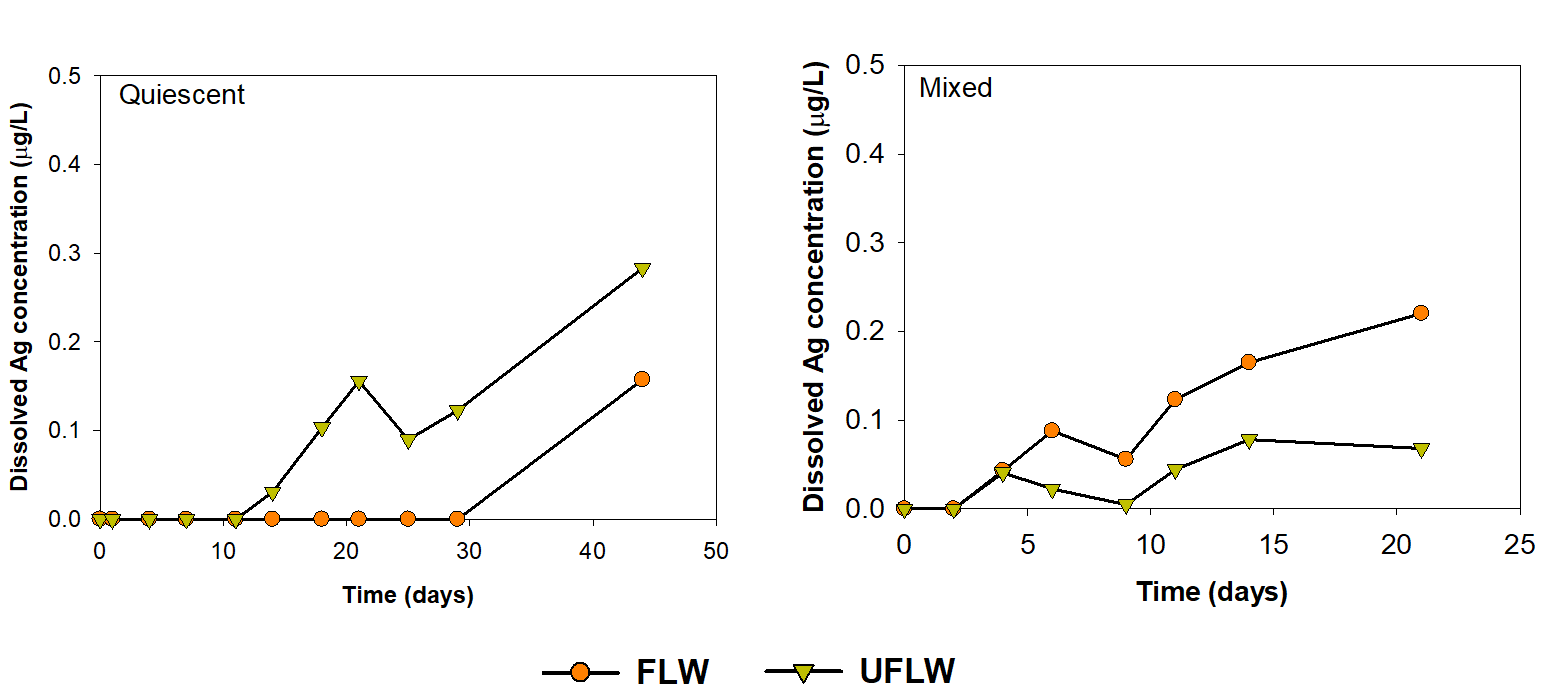 Quiescent
Dissolved Ag concentration (μg/L)
0.5
0.4
0.3
0.2
0.1
0.0
0 10 20 30 40 50
Time (days)
Mixed
Dissolved Ag concentration (μg/L)
0.5
0.4
0.3
0.2
0.1
0.0
0 5 10 15 20 25
Time (days)
FLW UFLW